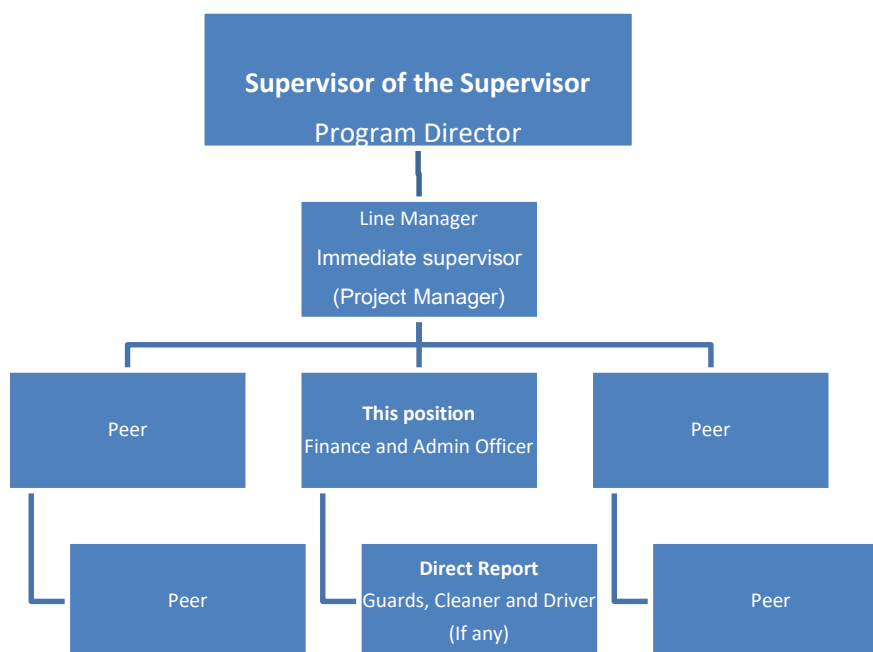 Supervisor of the Supervisor
Program Director
Line Manager
Immediate supervisor
(Project Manager)
Peer
This position
Finance and Admin Officer
Peer
Peer
Direct Report
Guards, Cleaner and Driver
(If any)
Peer